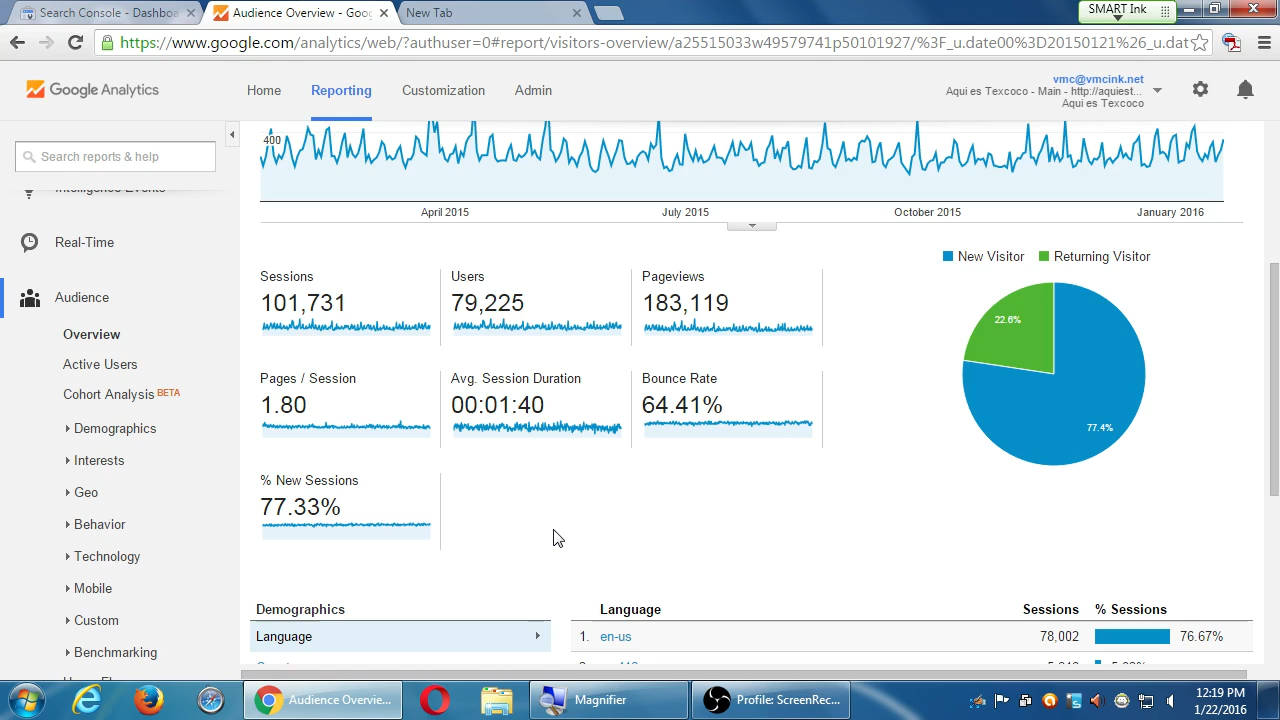 Search Console - Dashboa
Audience Overview - Goo
New Tab
SMART Ink
https://www.google.com/analytics/web/?authuser=0#report/visitors-overview/a25515033w49579741p50101927/%3F_u.date00%3D20150121%26_u.dat
Google Analytics
Home
Reporting
Customization
Admin
vmc@vmcink.net
Aqui es Texcoco - Main - http://aquiest...
Aqui es Texcoco
Search reports & help
Intelligence Events
Real-Time
Audience
Overview
Active Users
Cohort Analysis BETA
Demographics
Interests
Geo
Behavior
Technology
Mobile
Custom
Benchmarking
400
April 2015
July 2015
October 2015
January 2016
New Visitor
Returning Visitor
Sessions
101,731
Users
79,225
Pageviews
183,119
Pages / Session
1.80
Avg. Session Duration
00:01:40
Bounce Rate
64.41%
% New Sessions
77.33%
22.6%
77.4%
Demographics
Language
Language
Sessions
% Sessions
1. en-us
78,002
76.67%
Audience Overvie...
Magnifier
Profile: ScreenRec...
12:19 PM
1/22/2016